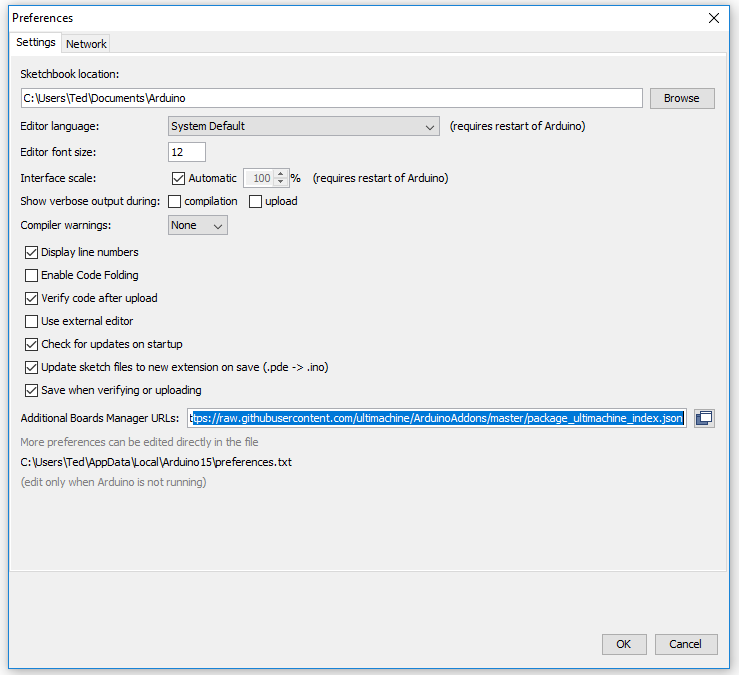 Preferences
Settings Network
Sketchbook location:
C:\Users\Ted\Documents\Arduino Browse
Editor language: System Default (requires restart of Arduino)
Editor font size: 12
Interface scale: Automatic 100 % (requires restart of Arduino)
Show verbose output during: compilation upload
Compiler warnings: None
Display line numbers
Enable Code Folding
Verify code after upload
Use external editor
Check for updates on startup
Update sketch files to new extension on save (.pde -> .ino)
Save when verifying or uploading
Additional Boards Manager URLs: ttps://raw.githubusercontent.com/ultimachine/ArduinoAddons/master/package_ultimachine_index.json
More preferences can be edited directly in the file
C:\Users\Ted\AppData\Local\Arduino15\preferences.txt
(edit only when Arduino is not running)
OK Cancel